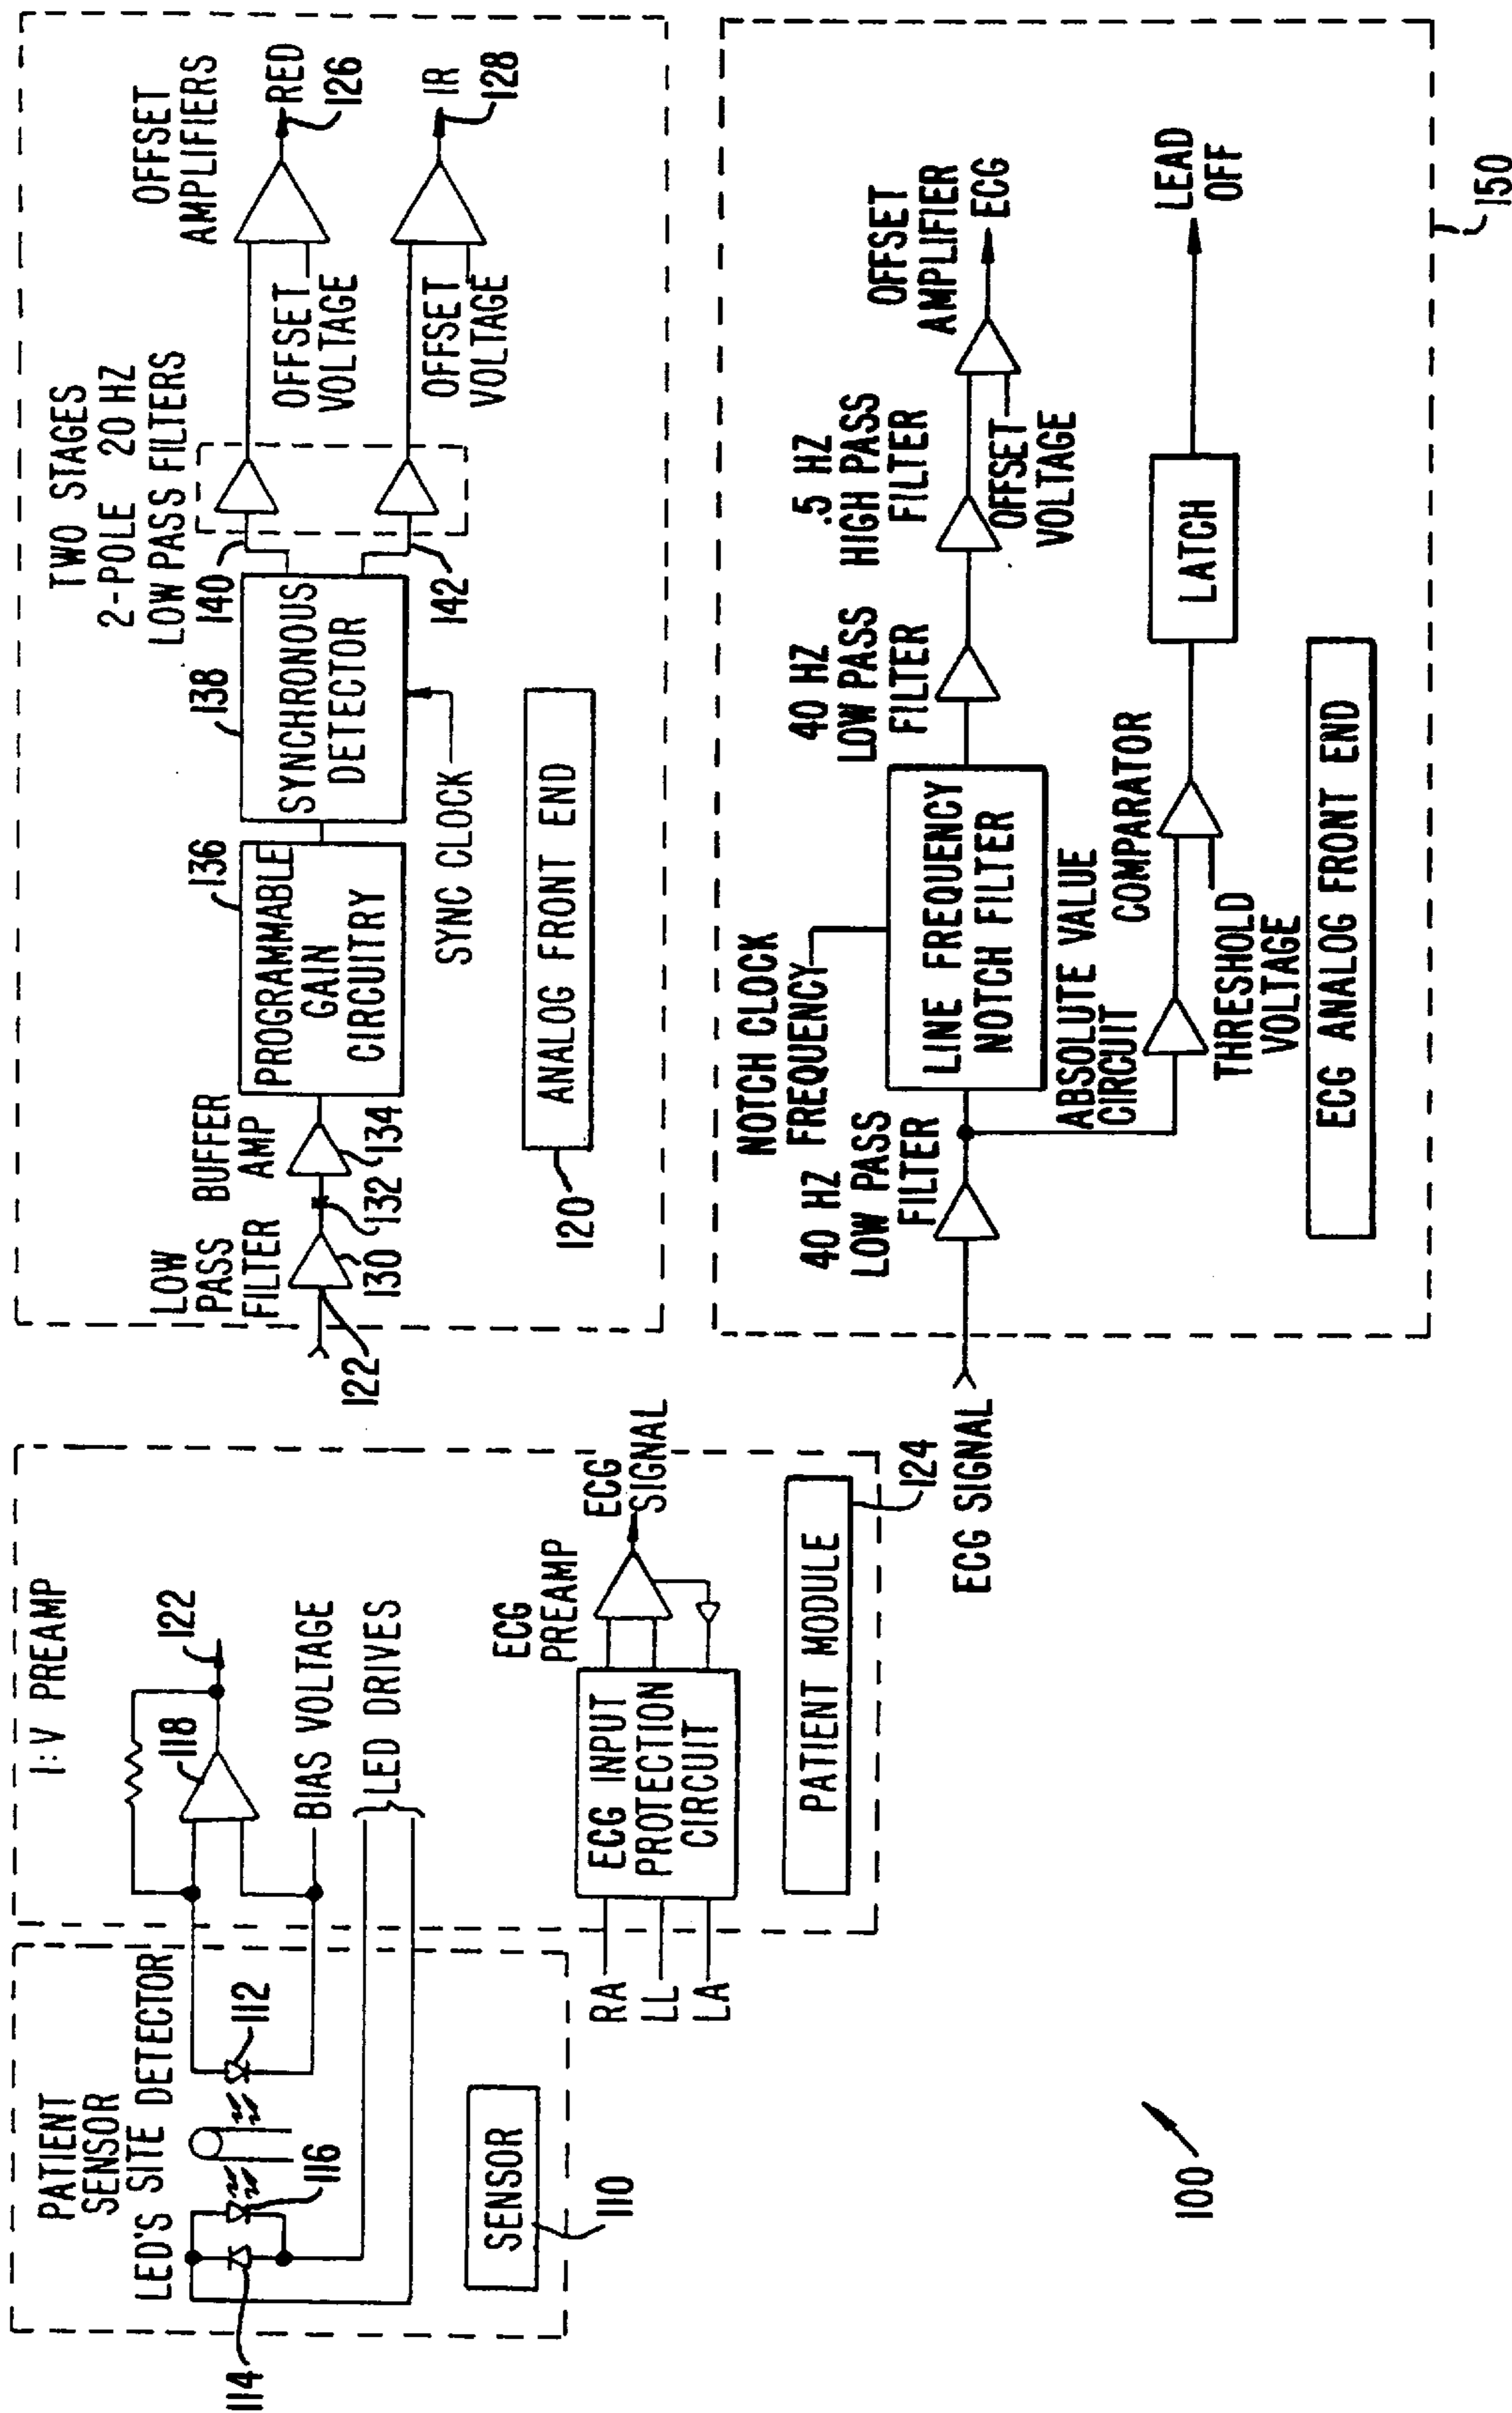 PATIENT
SENSOR
LED'S SITE DETECTOR
112
114
116
SENSOR
110
I:V PREAMP
118
122
BIAS VOLTAGE
LED DRIVES
RA
LL
LA
ECG INPUT
PROTECTION
CIRCUIT
ECG
PREAMP
ECG
SIGNAL
PATIENT MODULE
124
LOW
PASS
FILTER
BUFFER
AMP
122
130
132
134
136
PROGRAMMABLE
GAIN
CIRCUITRY
138
SYNCHRONOUS
DETECTOR
SYNC CLOCK
TWO STAGES
2-POLE 20 HZ
LOW PASS FILTERS
140
142
OFFSET
AMPLIFIERS
OFFSET
VOLTAGE
OFFSET
VOLTAGE
RED
126
IR
128
ANALOG FRONT END
120
ECG SIGNAL
40 HZ
LOW PASS
FILTER
NOTCH CLOCK
FREQUENCY
LINE FREQUENCY
NOTCH FILTER
40 HZ
LOW PASS
FILTER
.5 HZ
HIGH PASS
FILTER
OFFSET
VOLTAGE
OFFSET
AMPLIFIER
ECG
ABSOLUTE VALUE
CIRCUIT
COMPARATOR
THRESHOLD
VOLTAGE
LATCH
LEAD
OFF
ECG ANALOG FRONT END
150
100